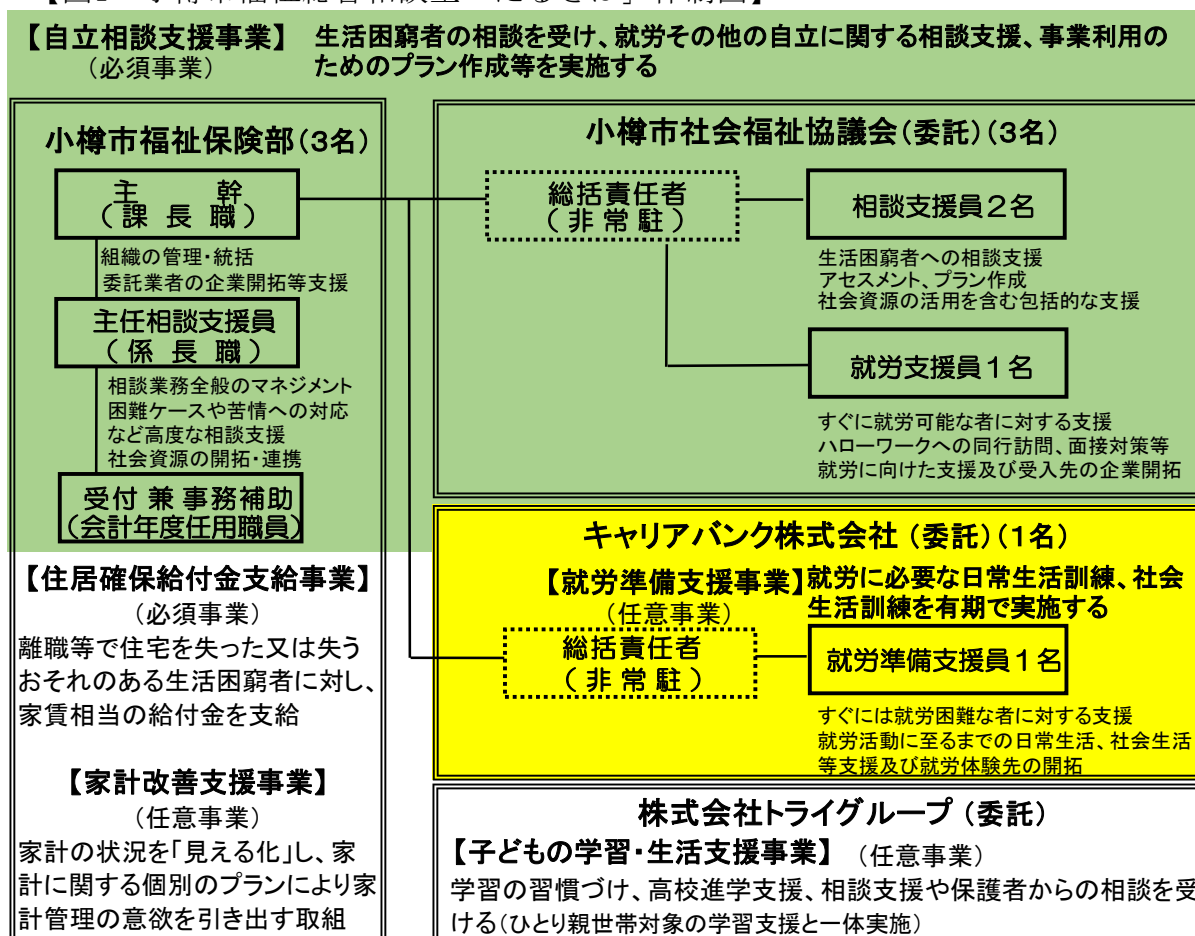 【自立相談支援事業】 生活困窮者の相談を受け、就労その他の自立に関する相談支援、事業利用の
(必須事業) ためのプラン作成等を実施する
小樽市福祉保険部(3名)
主 幹
(課 長 職)
組織の管理・統括
委託業者の企業開拓等支援
主任相談支援員
(係 長 職)
相談業務全般のマネジメント
困難ケースや苦情への対応
など高度な相談支援
社会資源の開拓・連携
受付 兼 事務補助
(会計年度任用職員)
【住居確保給付金支給事業】
(必須事業)
離職等で住宅を失った又は失う
おそれのある生活困窮者に対し、
家賃相当の給付金を支給
【家計改善支援事業】
(任意事業)
家計の状況を「見える化」し、家
計に関する個別のプランにより家
計管理の意欲を引き出す取組
小樽市社会福祉協議会(委託)(3名)
総括責任者
(非 常 駐)
相談支援員2名
生活困窮者への相談支援
アセスメント、プラン作成
社会資源の活用を含む包括的な支援
就労支援員1名
すぐに就労可能な者に対する支援
ハローワークへの同行訪問、面接対策等
就労に向けた支援及び受入先の企業開拓
キャリアバンク株式会社(委託)(1名)
【就労準備支援事業】就労に必要な日常生活訓練、社会
(任意事業) 生活訓練を有期で実施する
総括責任者
(非 常 駐)
就労準備支援員1名
すぐには就労困難な者に対する支援
就労活動に至るまでの日常生活、社会生活
等支援及び就労体験先の開拓
株式会社トライグループ(委託)
【子どもの学習・生活支援事業】 (任意事業)
学習の習慣づけ、高校進学支援、相談支援や保護者からの相談を受
ける(ひとり親世帯対象の学習支援と一体実施)